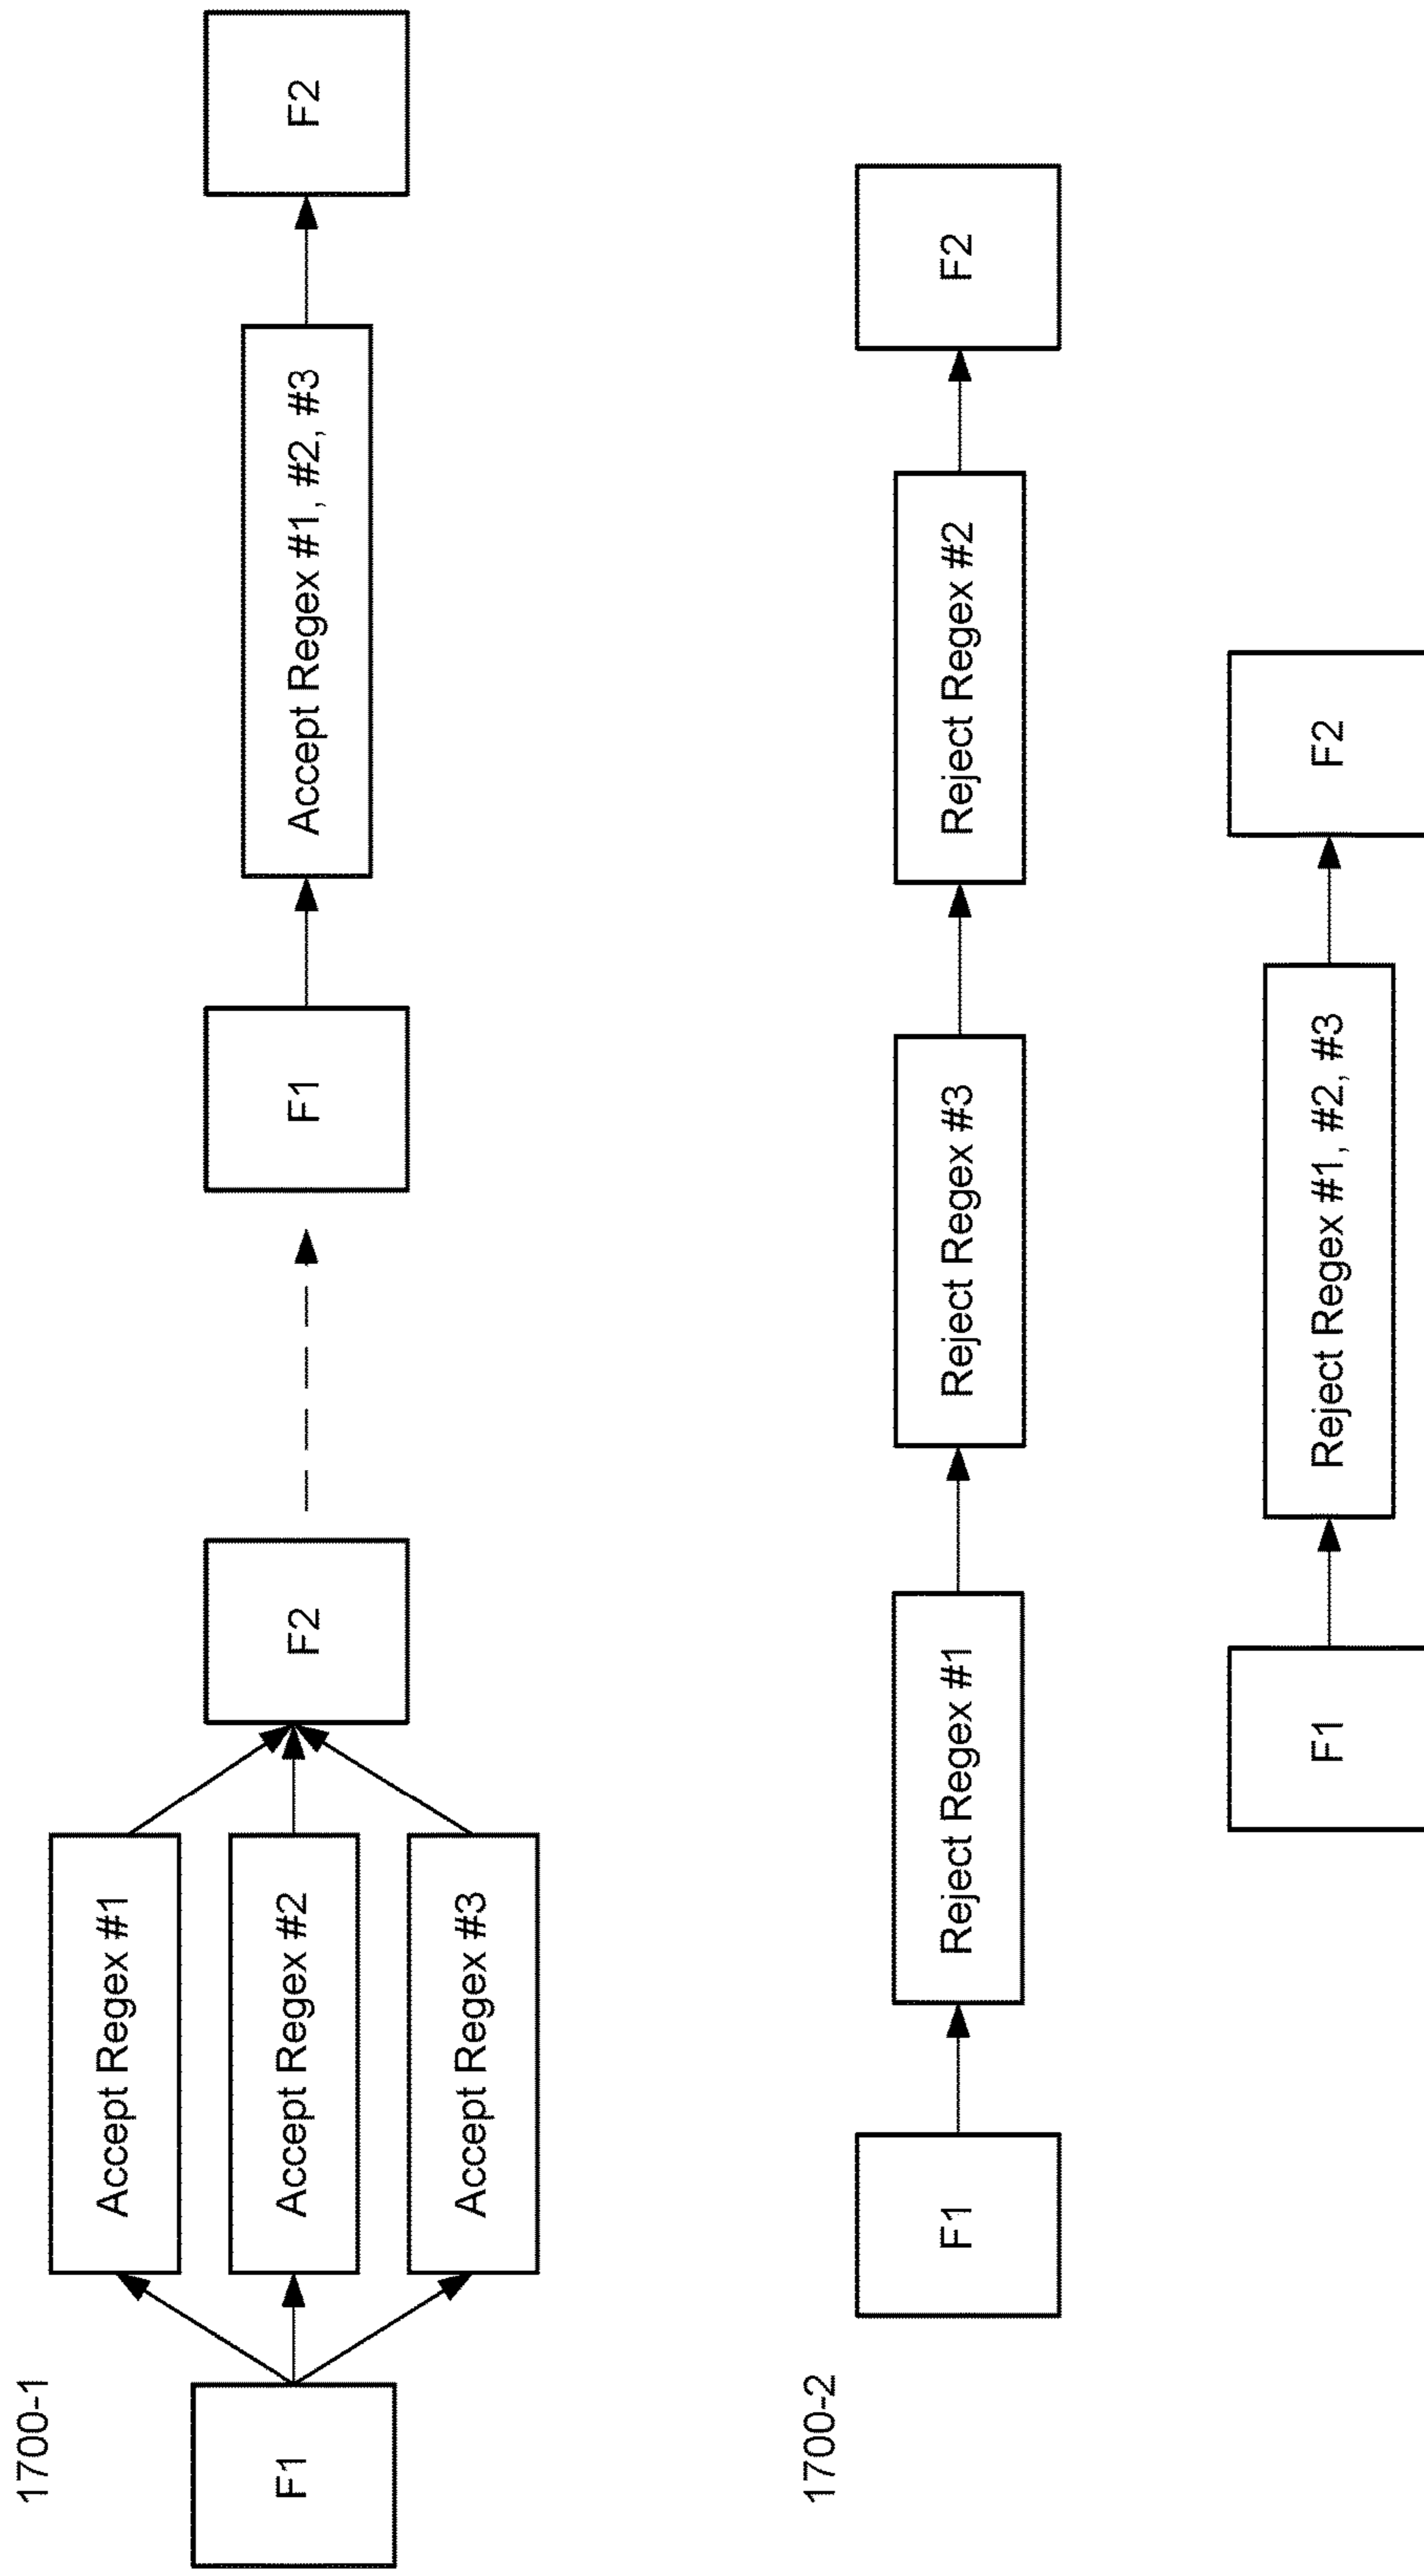 1700-1
F1
Accept Regex #1
Accept Regex #2
Accept Regex #3
F2
F1
Accept Regex #1, #2, #3
F2
1700-2
F1
Reject Regex #1
Reject Regex #3
Reject Regex #2
F2
F1
Reject Regex #1, #2, #3
F2